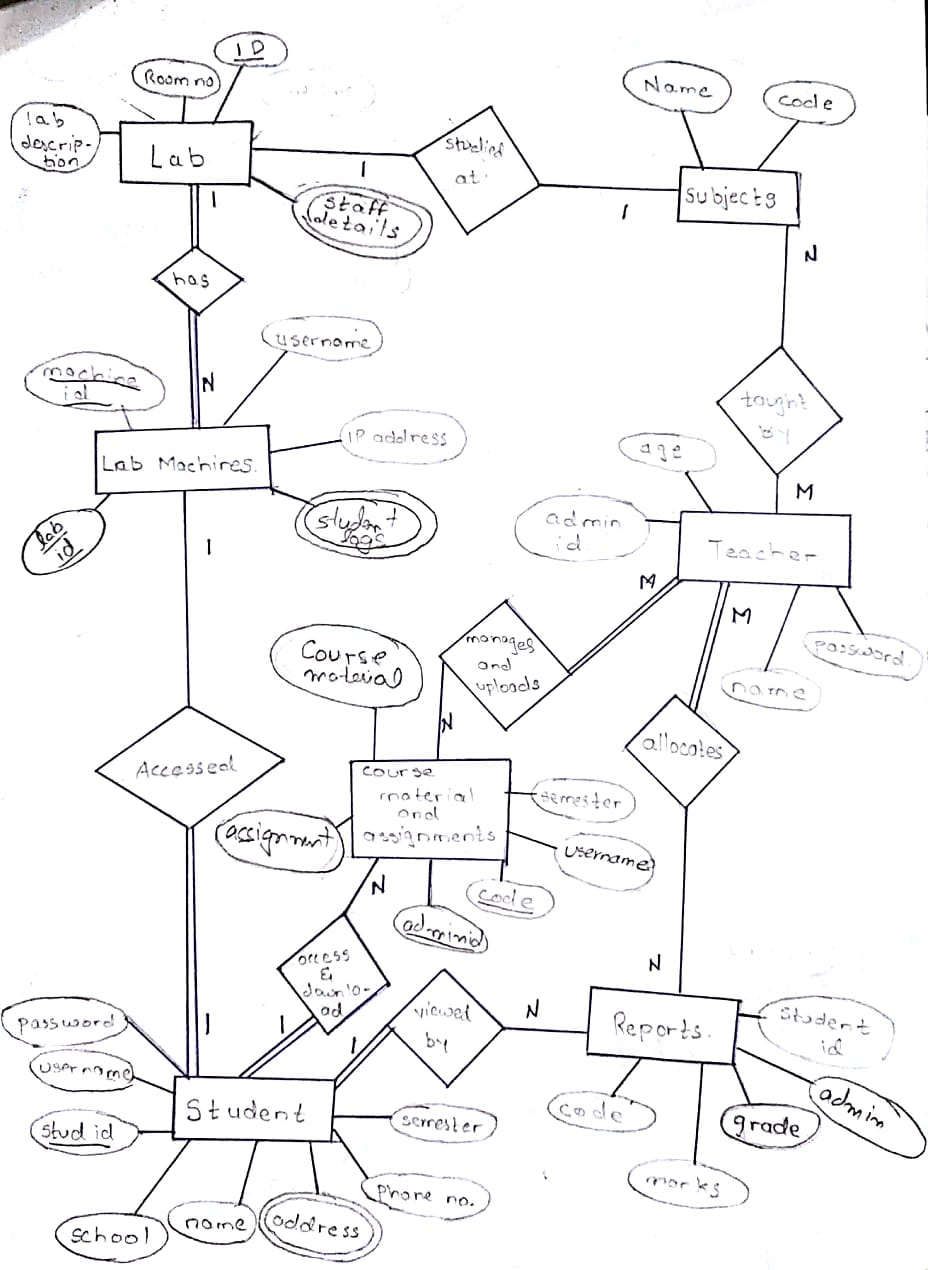 ID
Room no
lab
descrip-
tion
Lab
1
studied
at
1
Name
code
Subjects
staff
details
1
has
N
username
machine
id
IP address
Lab Machines.
student
logs
lab
id
N
taught
by
M
age
admin
id
Teacher
M
M
password
name
manages
and
uploads
N
allocates
1
Course
material
Accessed
course
material
and
assignments
semester
assignment
username
code
adminid
N
access
&
downlo-
ad
1
1
viewed
by
1
N
N
Reports.
student
id
admin
grade
code
marks
password
username
stud id
Student
semester
phone no.
school
name
address